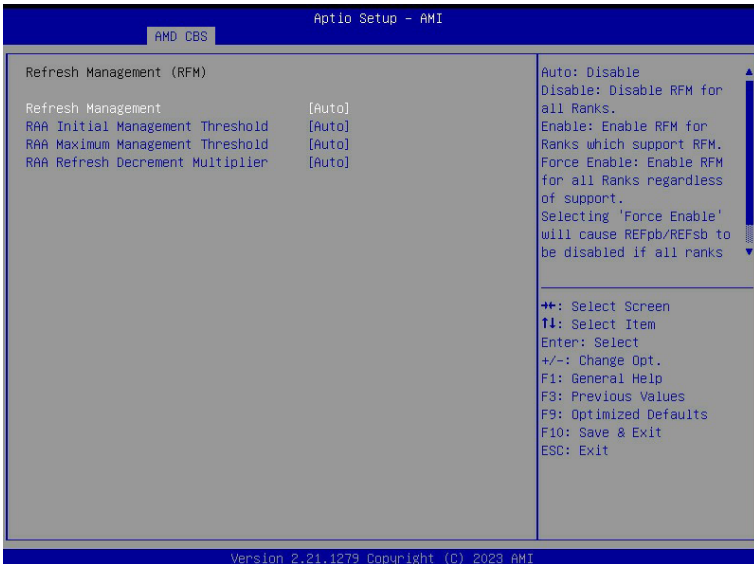 Aptio Setup - AMI
AMD CBS
Refresh Management (RFM)
Refresh Management [Auto]
RAA Initial Management Threshold [Auto]
RAA Maximum Management Threshold [Auto]
RAA Refresh Decrement Multiplier [Auto]
Auto: Disable
Disable: Disable RFM for
all Ranks.
Enable: Enable RFM for
Ranks which support RFM.
Force Enable: Enable RFM
for all Ranks regardless
of support.
Selecting 'Force Enable'
will cause REFpb/REFsb to
be disabled if all ranks
→←: Select Screen
↑↓: Select Item
Enter: Select
+/-: Change Opt.
F1: General Help
F3: Previous Values
F9: Optimized Defaults
F10: Save & Exit
ESC: Exit
Version 2.21.1279 Copyright (C) 2023 AMI